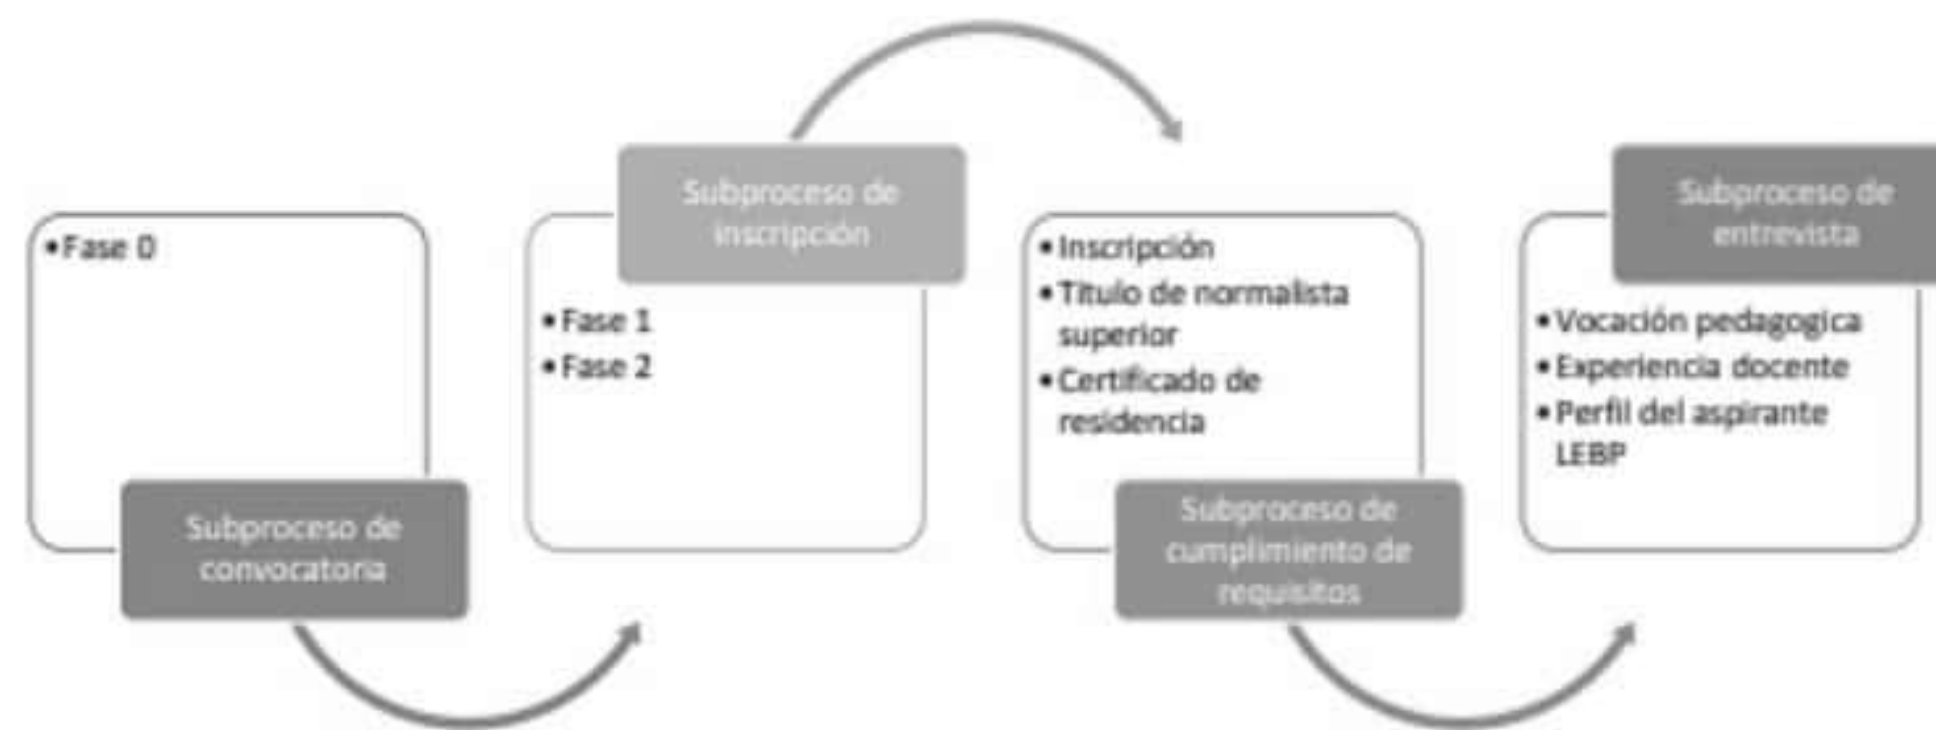 •Fase 0
Subproceso de
convocatoria
Subproceso de
inscripción
•Fase 1
•Fase 2
•Inscripción
•Titulo de normalista
superior
•Certificado de
residencia
Subproceso de
cumplimiento de
requisitos
Subproceso de
entrevista
•Vocación pedagogica
•Experiencia docente
•Perfil del aspirante
LEBP